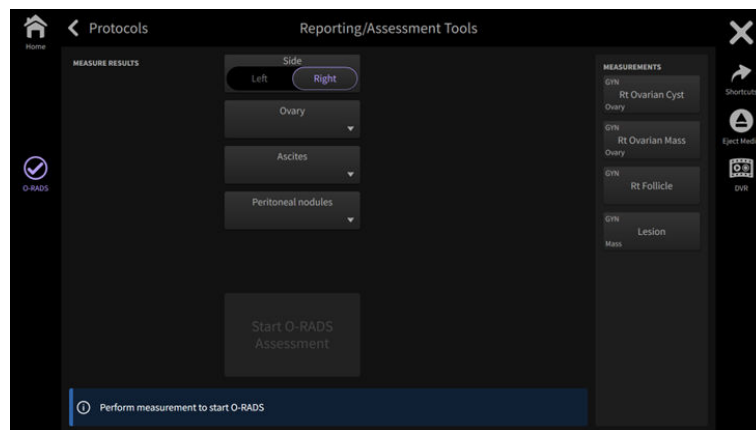 Home
Protocols
Reporting/Assessment Tools
MEASURE RESULTS
Side
Left Right
Ovary
Ascites
Peritoneal nodules
Start O-RADS
Assessment
Perform measurement to start O-RADS
O-RADS
MEASUREMENTS
GYN
Rt Ovarian Cyst
Ovary
GYN
Rt Ovarian Mass
Ovary
GYN
Rt Follicle
GYN
Lesion
Mass
Shortcuts
Eject Medi
DVR